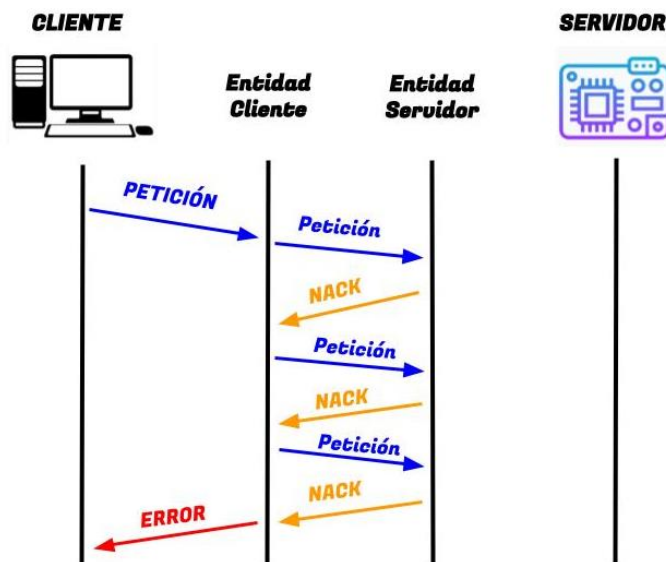 CLIENTE
SERVIDOR
Entidad
Cliente
Entidad
Servidor
PETICIÓN
Petición
NACK
Petición
NACK
Petición
NACK
ERROR